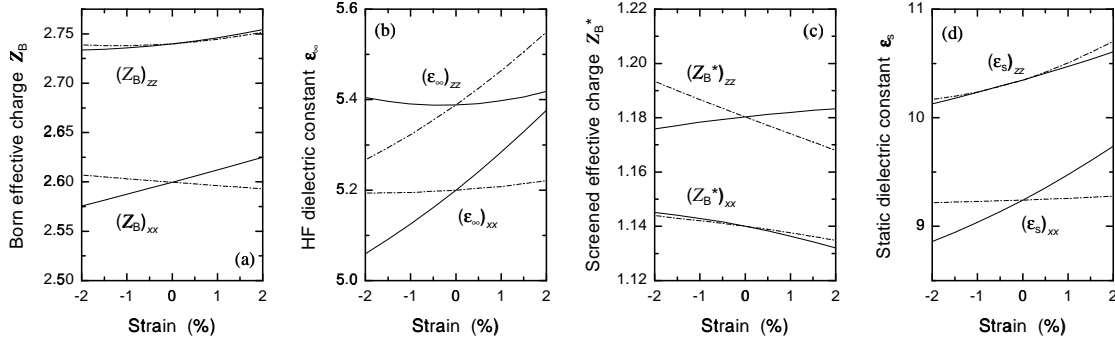 Born effective charge Z_B
2.75
2.70
2.65
2.60
2.55
2.50
(Z_B)_zz
(Z_B)_xx
(a)
-2 -1 0 1 2
Strain (%)
HF dielectric constant ε_∞
5.6
5.4
5.2
5.0
(b)
(ε_∞)_zz
(ε_∞)_xx
-2 -1 0 1 2
Strain (%)
Screened effective charge Z_B*
1.22
1.20
1.18
1.16
1.14
1.12
(c)
(Z_B*)_zz
(Z_B*)_xx
-2 -1 0 1 2
Strain (%)
Static dielectric constant ε_s
11
10
9
(d)
(ε_s)_zz
(ε_s)_xx
-2 -1 0 1 2
Strain (%)